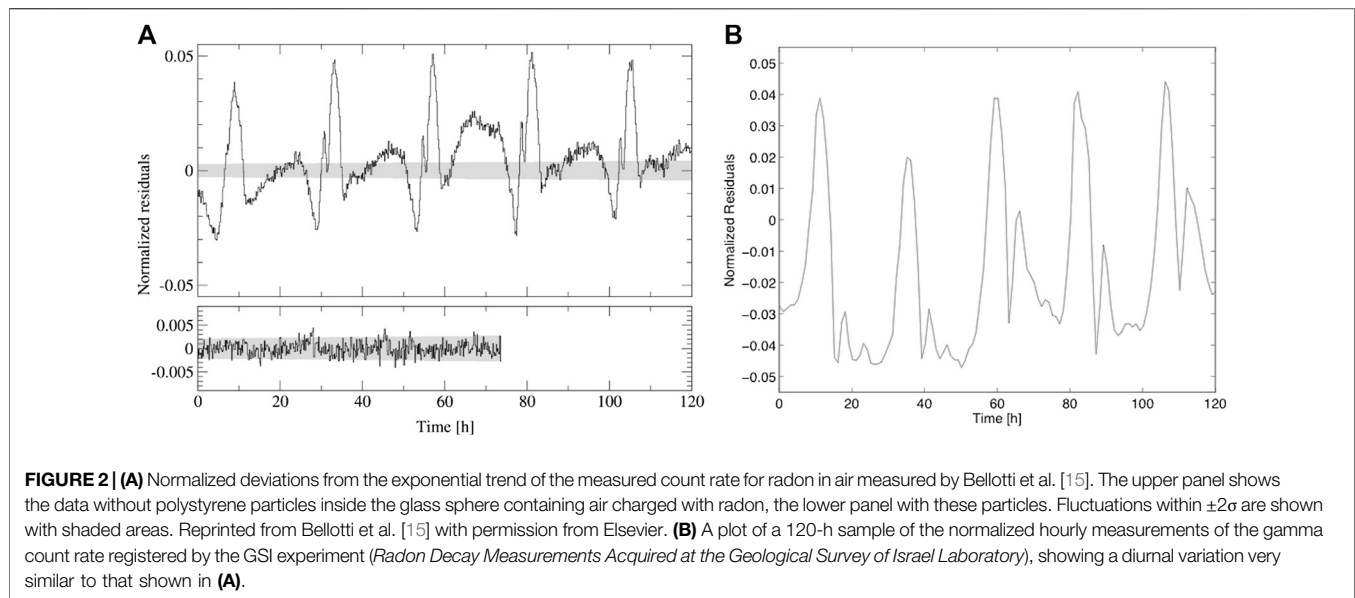 A
0.05
0
-0.05
Normalized residuals
0.005
0
-0.005
0 20 40 60 80 100 120
Time [h]
B
0.05
0.04
0.03
0.02
0.01
0
−0.01
−0.02
−0.03
−0.04
−0.05
Normalized Residuals
0 20 40 60 80 100 120
Time [h]
FIGURE 2 | (A) Normalized deviations from the exponential trend of the measured count rate for radon in air measured by Bellotti et al. [15]. The upper panel shows
the data without polystyrene particles inside the glass sphere containing air charged with radon, the lower panel with these particles. Fluctuations within ±2σ are shown
with shaded areas. Reprinted from Bellotti et al. [15] with permission from Elsevier. (B) A plot of a 120-h sample of the normalized hourly measurements of the gamma
count rate registered by the GSI experiment (Radon Decay Measurements Acquired at the Geological Survey of Israel Laboratory), showing a diurnal variation very
similar to that shown in (A).